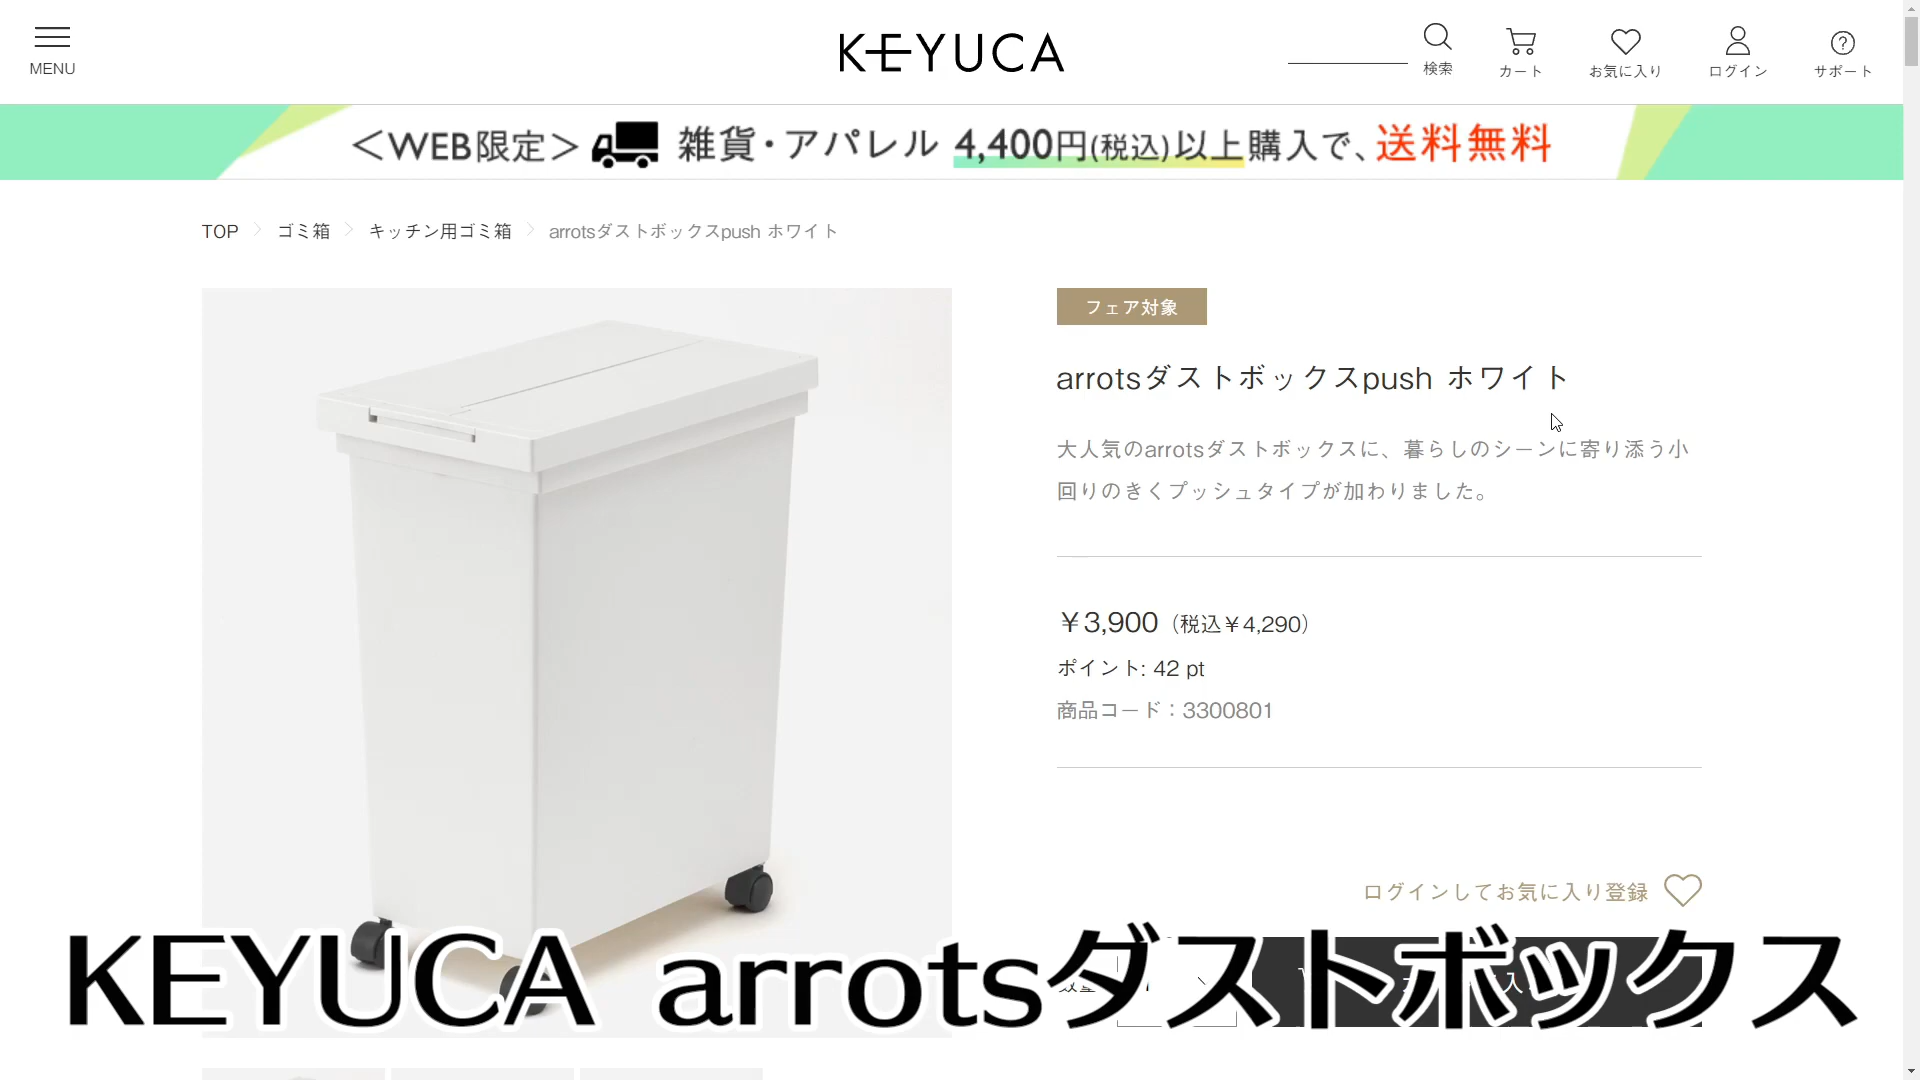 MENU
KEYUCA
検索
カート
お気に入り
ログイン
サポート
＜WEB限定＞ 雑貨・アパレル 4,400円(税込)以上購入で、送料無料
TOP ゴミ箱 キッチン用ゴミ箱 arrotsダストボックスpush ホワイト
フェア対象
arrotsダストボックスpush ホワイト
大人気のarrotsダストボックスに、暮らしのシーンに寄り添う小
回りのきくプッシュタイプが加わりました。
￥3,900（税込￥4,290）
ポイント: 42 pt
商品コード：3300801
ログインしてお気に入り登録
KEYUCA arrotsダストボックス